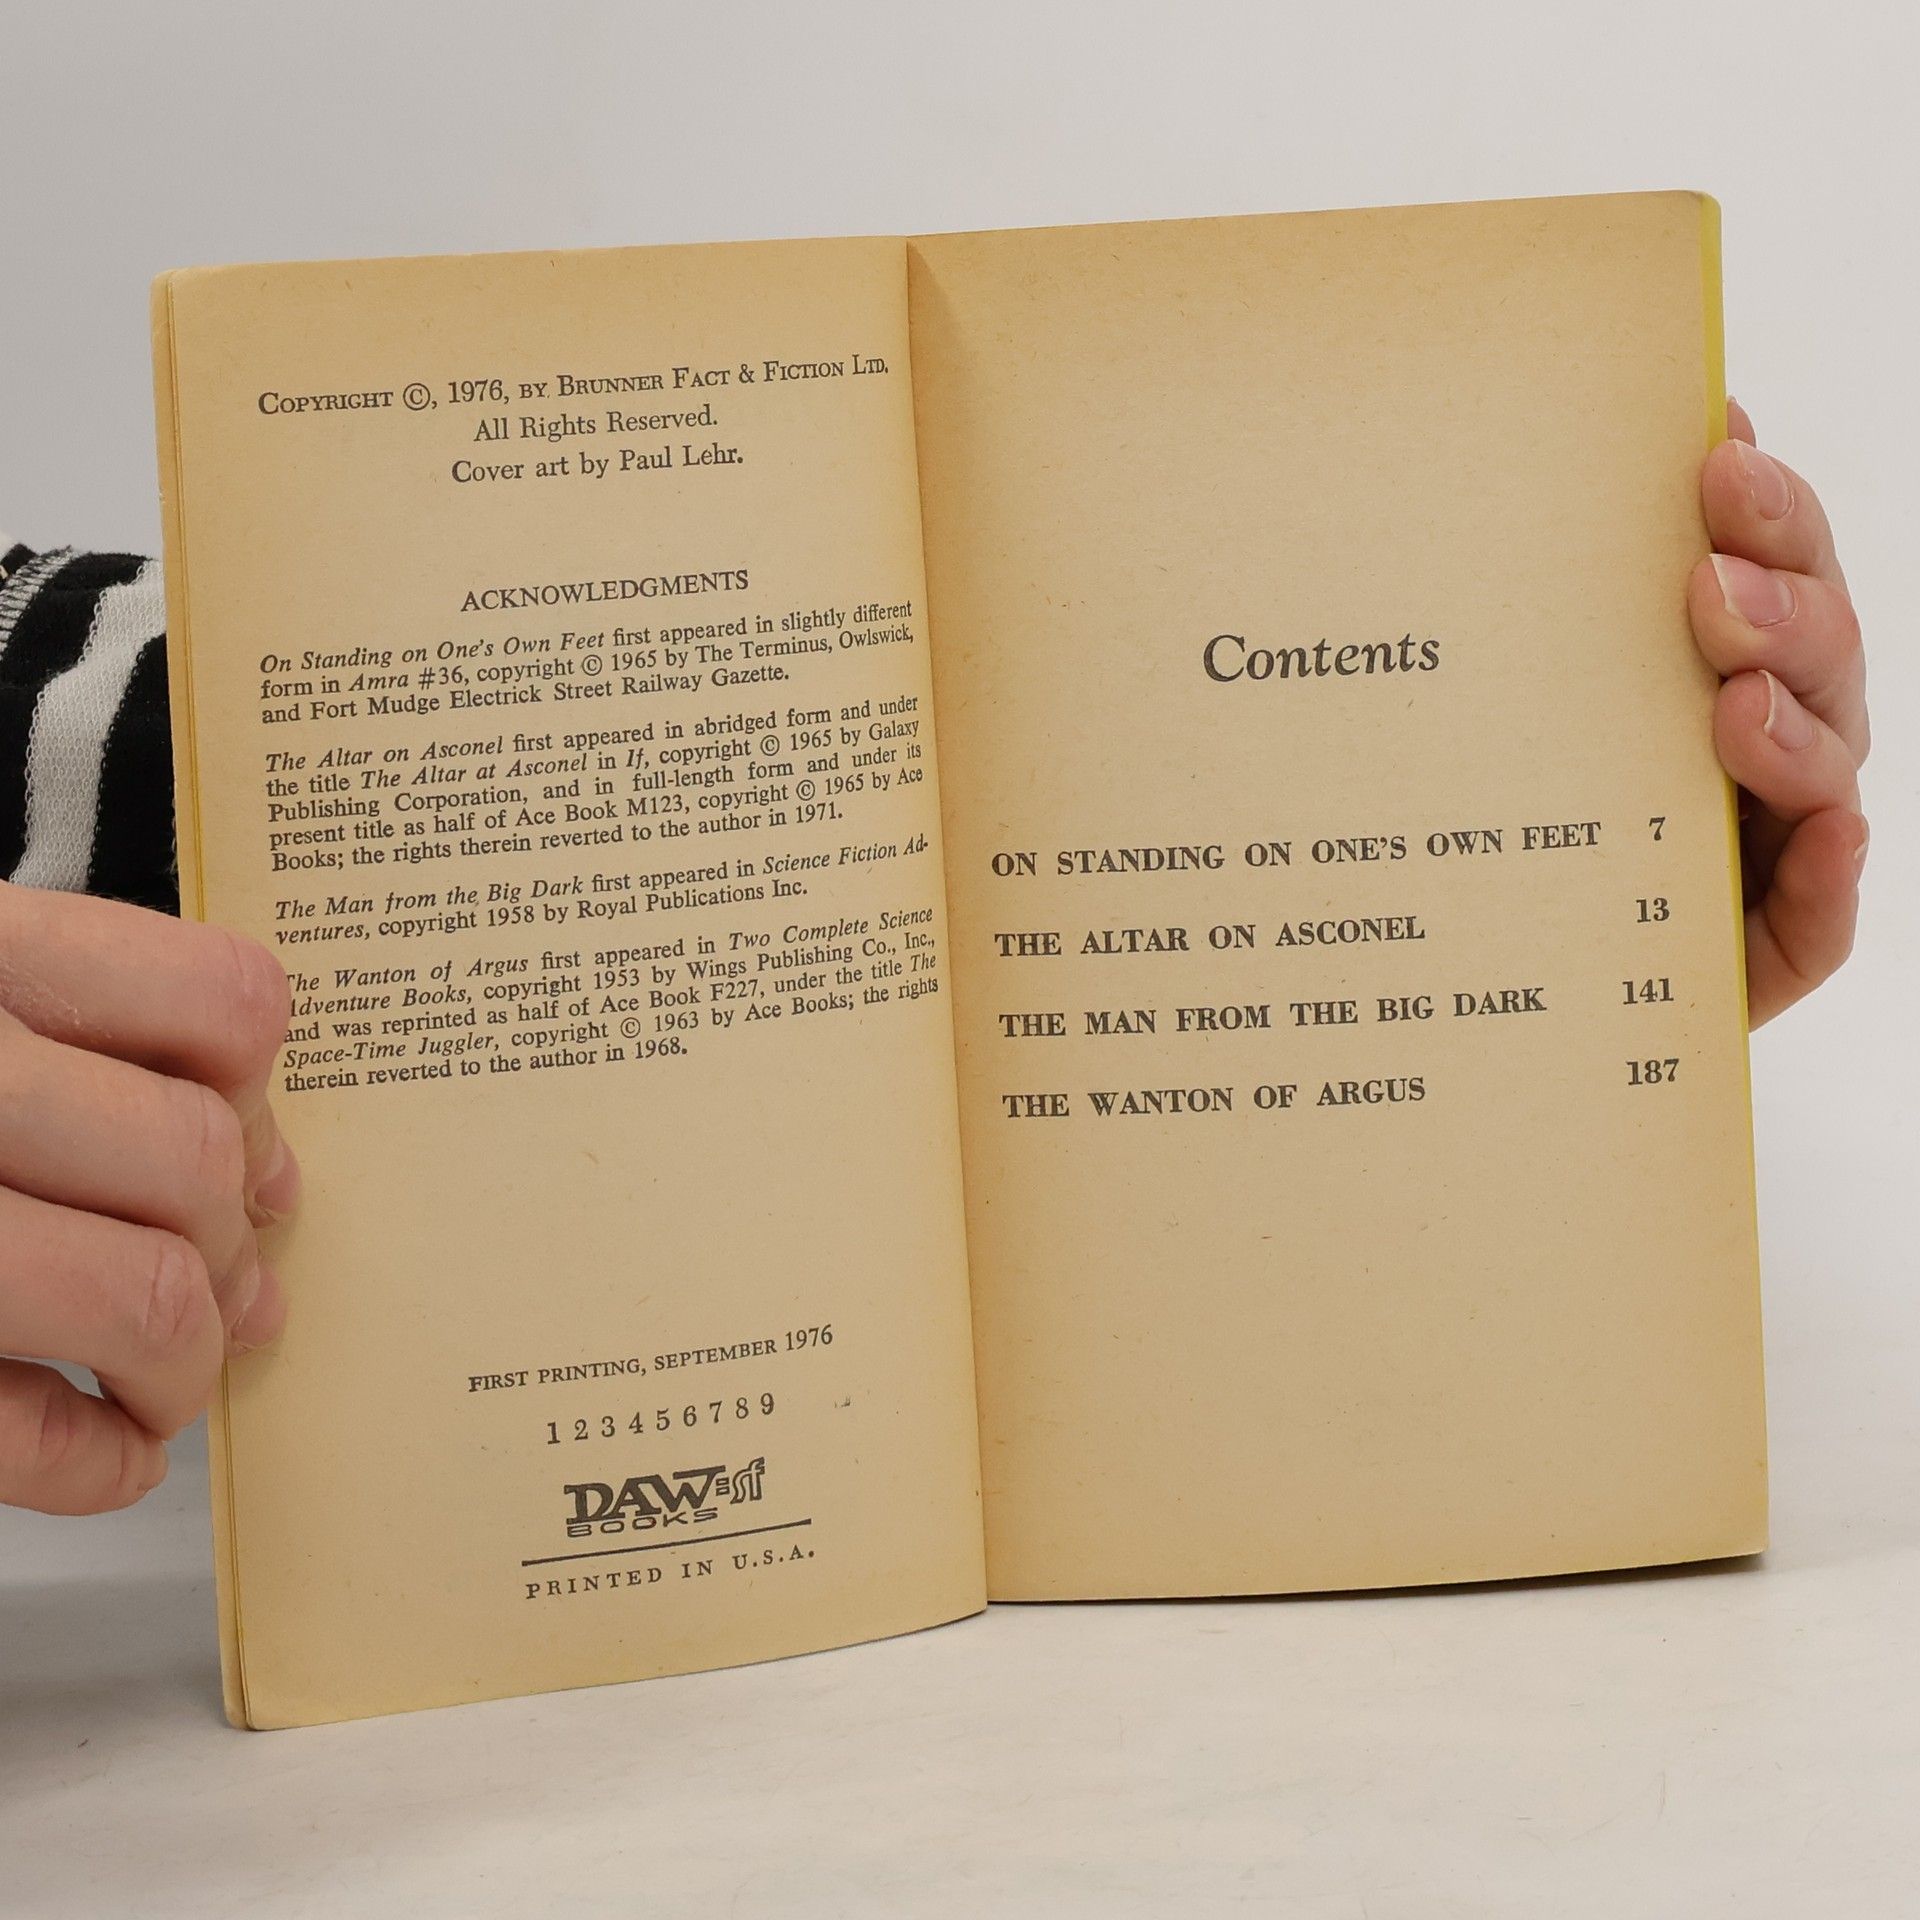 COPYRIGHT ©, 1976, BY BRUNNER FACT & FICTION LTD.
All Rights Reserved.
Cover art by Paul Lehr.
ACKNOWLEDGMENTS
On Standing on One's Own Feet first appeared in slightly different
form in Amra #36, copyright © 1965 by The Terminus, Owlswick,
and Fort Mudge Electrick Street Railway Gazette.
The Altar on Asconel first appeared in abridged form and under
the title The Altar at Asconel in If, copyright © 1965 by Galaxy
Publishing Corporation, and in full-length form and under its
present title as half of Ace Book M123, copyright © 1965 by Ace
Books; the rights therein reverted to the author in 1971.
The Man from the Big Dark first appeared in Science Fiction Ad-
ventures, copyright 1958 by Royal Publications Inc.
The Wanton of Argus first appeared in Two Complete Science
Adventure Books, copyright 1953 by Wings Publishing Co., Inc.,
and was reprinted as half of Ace Book F227, under the title The
Space-Time Juggler, copyright © 1963 by Ace Books; the rights
therein reverted to the author in 1968.
FIRST PRINTING, SEPTEMBER 1976
1 2 3 4 5 6 7 8 9
DAW sf
BOOKS
PRINTED IN U.S.A.
Contents
ON STANDING ON ONE'S OWN FEET 7
THE ALTAR ON ASCONEL 13
THE MAN FROM THE BIG DARK 141
THE WANTON OF ARGUS 187